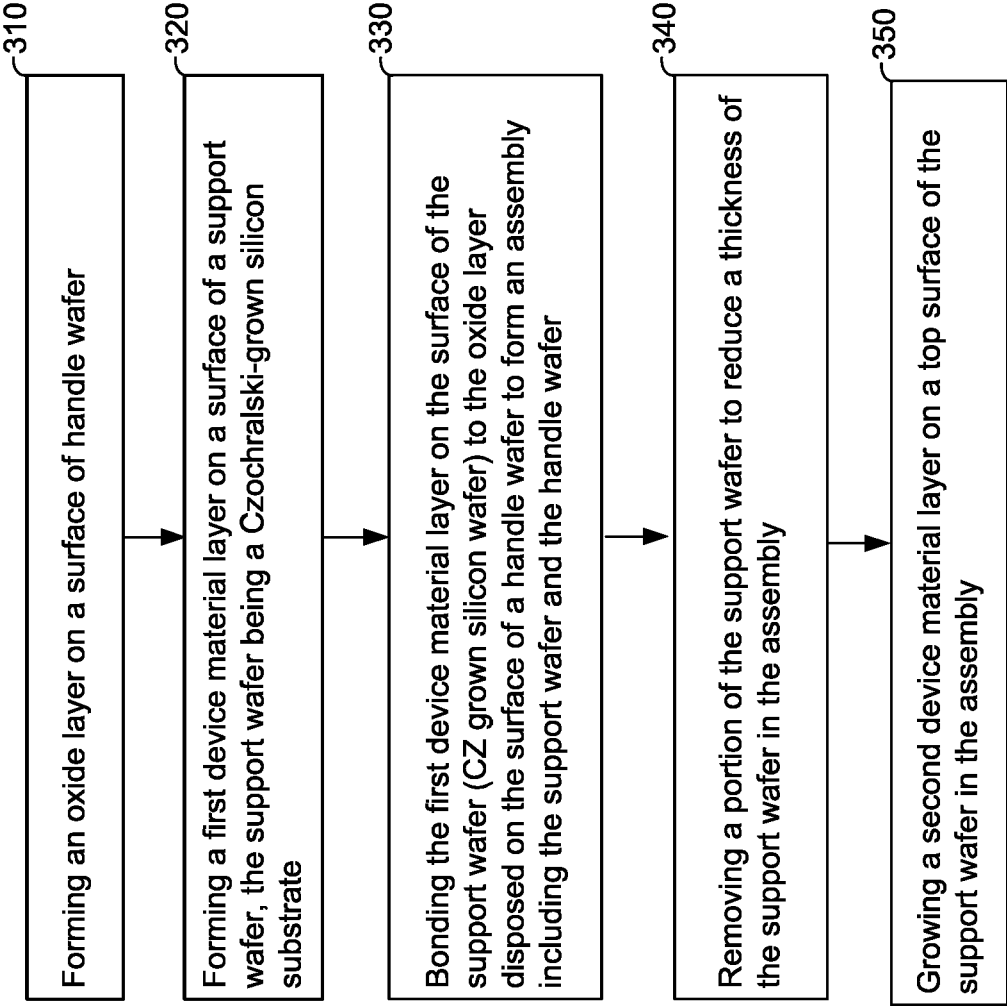 310
Forming an oxide layer on a surface of handle wafer
320
Forming a first device material layer on a surface of a support
wafer, the support wafer being a Czochralski-grown silicon
substrate
330
Bonding the first device material layer on the surface of the
support wafer (CZ grown silicon wafer) to the oxide layer
disposed on the surface of a handle wafer to form an assembly
including the support wafer and the handle wafer
340
Removing a portion of the support wafer to reduce a thickness of
the support wafer in the assembly
350
Growing a second device material layer on a top surface of the
support wafer in the assembly